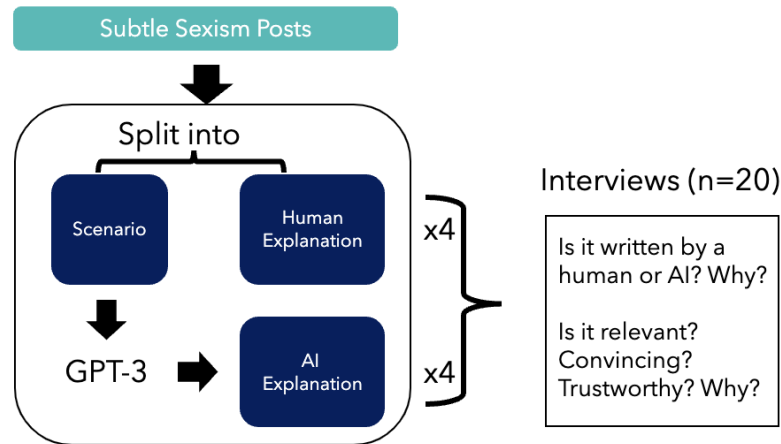 Subtle Sexism Posts
Split into
Scenario
Human
Explanation
x4
GPT-3
AI
Explanation
x4
Interviews (n=20)
Is it written by a
human or AI? Why?
Is it relevant?
Convincing?
Trustworthy? Why?